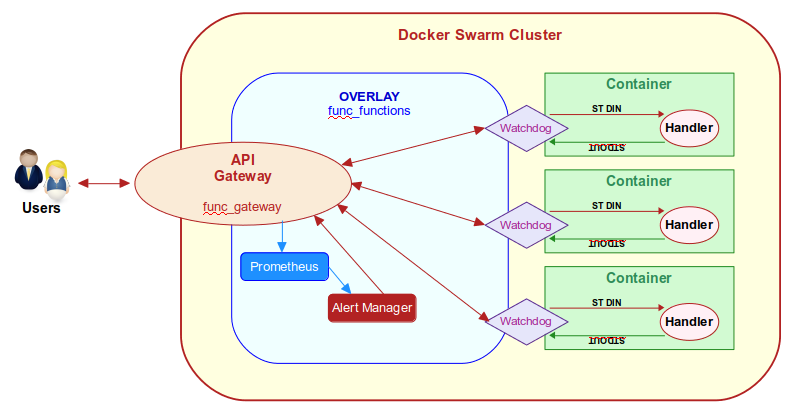 Docker Swarm Cluster
OVERLAY
func_functions
API
Gateway
func_gateway
Users
Prometheus
Alert Manager
Container
Watchdog
ST DIN
Handler
STDOUT
Container
Watchdog
ST DIN
Handler
STDOUT
Container
Watchdog
ST DIN
Handler
STDOUT